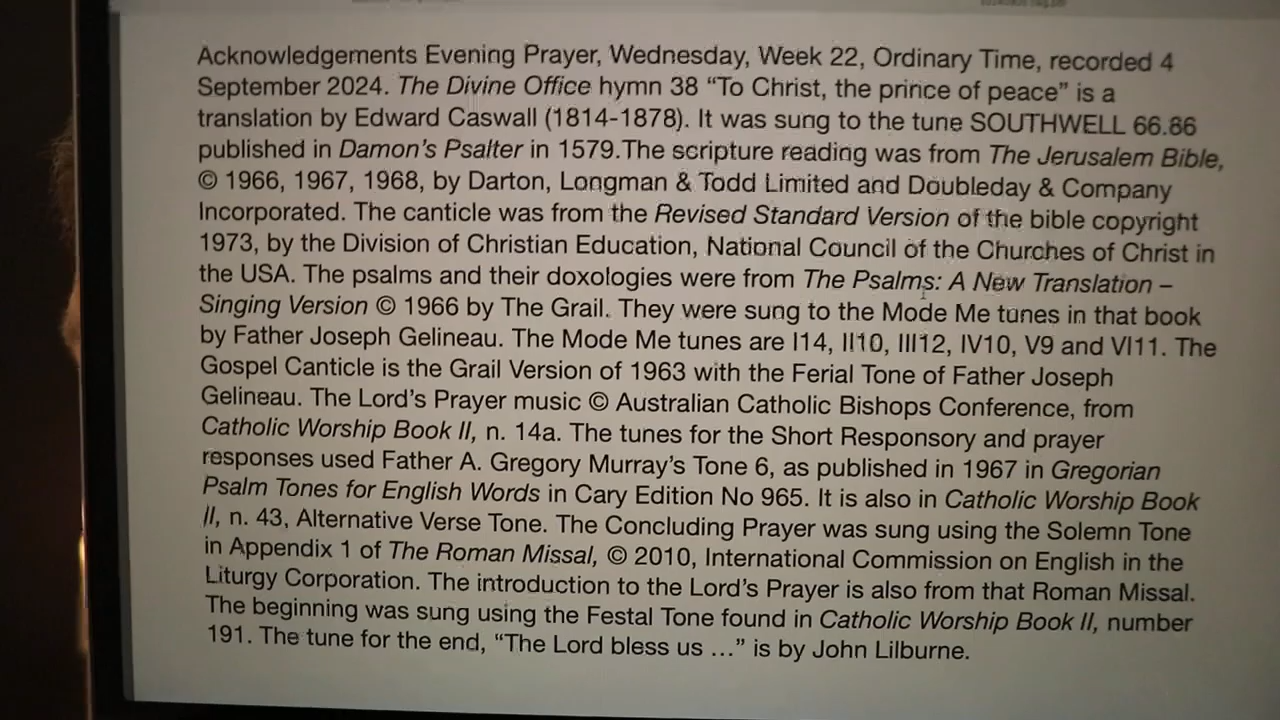 Acknowledgements Evening Prayer, Wednesday, Week 22, Ordinary Time, recorded 4
September 2024. The Divine Office hymn 38 “To Christ, the prince of peace” is a
translation by Edward Caswall (1814-1878). It was sung to the tune SOUTHWELL 66.86
published in Damon’s Psalter in 1579.The scripture reading was from The Jerusalem Bible,
© 1966, 1967, 1968, by Darton, Longman & Todd Limited and Doubleday & Company
Incorporated. The canticle was from the Revised Standard Version of the bible copyright
1973, by the Division of Christian Education, National Council of the Churches of Christ in
the USA. The psalms and their doxologies were from The Psalms: A New Translation –
Singing Version © 1966 by The Grail. They were sung to the Mode Me tunes in that book
by Father Joseph Gelineau. The Mode Me tunes are I14, II10, III12, IV10, V9 and VI11. The
Gospel Canticle is the Grail Version of 1963 with the Ferial Tone of Father Joseph
Gelineau. The Lord’s Prayer music © Australian Catholic Bishops Conference, from
Catholic Worship Book II, n. 14a. The tunes for the Short Responsory and prayer
responses used Father A. Gregory Murray’s Tone 6, as published in 1967 in Gregorian
Psalm Tones for English Words in Cary Edition No 965. It is also in Catholic Worship Book
II, n. 43, Alternative Verse Tone. The Concluding Prayer was sung using the Solemn Tone
in Appendix 1 of The Roman Missal, © 2010, International Commission on English in the
Liturgy Corporation. The introduction to the Lord’s Prayer is also from that Roman Missal.
The beginning was sung using the Festal Tone found in Catholic Worship Book II, number
191. The tune for the end, “The Lord bless us …” is by John Lilburne.